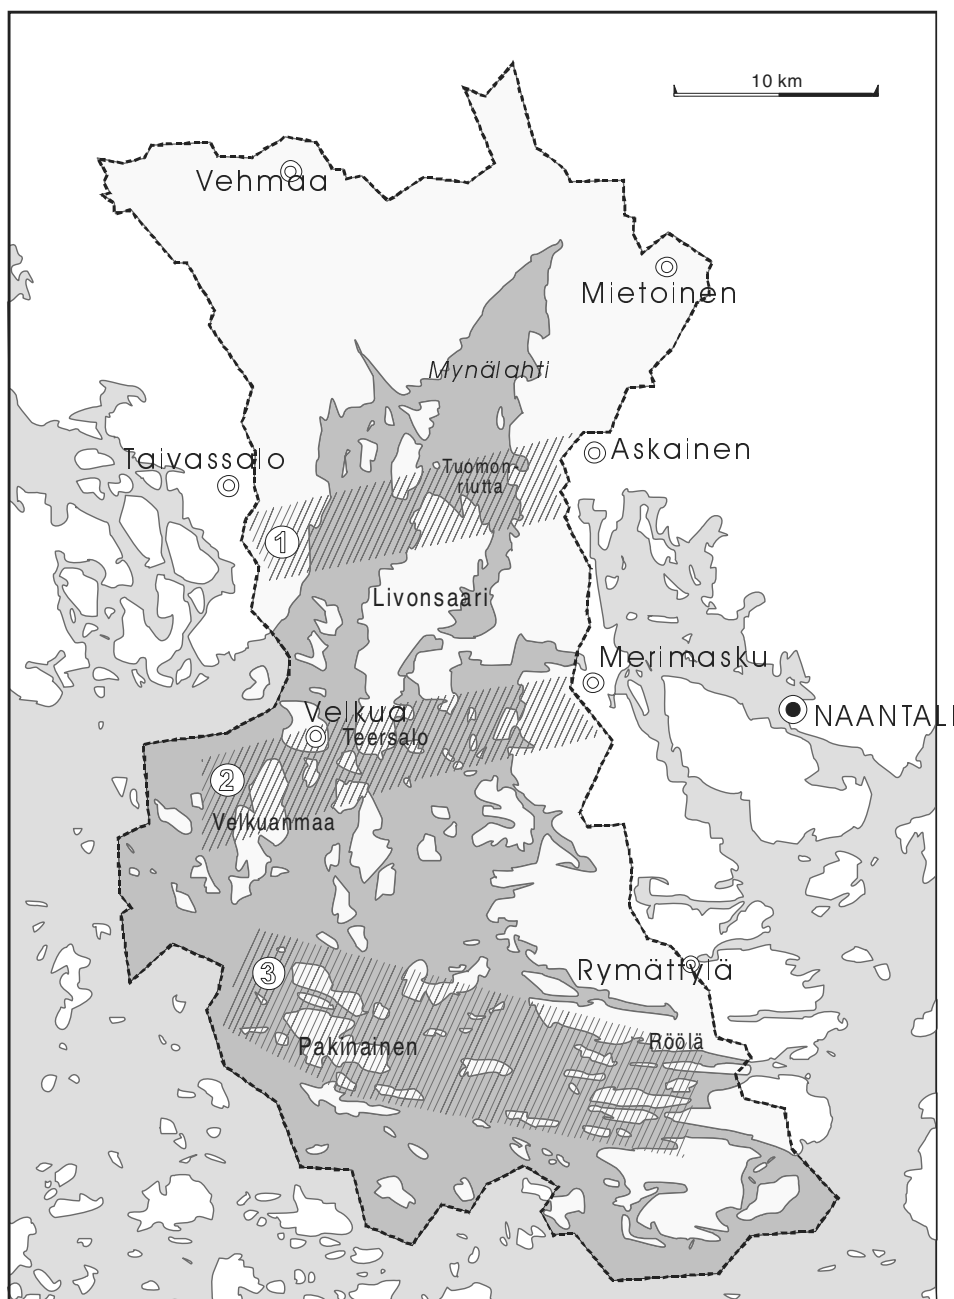 10 km
Vehmaa
Mietoinen
Mynälahti
Askainen
Taivassalo
Tuomon-
riutta
1
Livonsaari
Merimasku
Velkua
NAANTALI
Teersalo
2
Velkuanmaa
3
Rymättylä
Röölä
Pakinainen